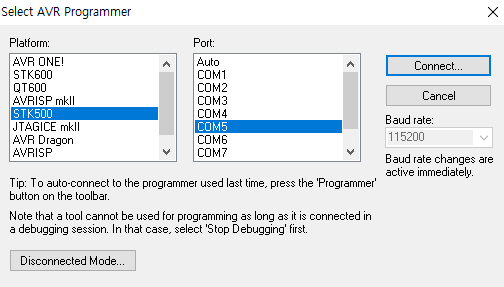 Select AVR Programmer
Platform:
AVR ONE!
STK600
QT600
AVRISP mkII
STK500
JTAGICE mkII
AVR Dragon
AVRISP
Port:
Auto
COM1
COM2
COM3
COM4
COM5
COM6
COM7
Connect...
Cancel
Baud rate:
115200
Baud rate changes are
active immediately.
Tip: To auto-connect to the programmer used last time, press the 'Programmer'
button on the toolbar.
Note that a tool cannot be used for programming as long as it is connected in
a debugging session. In that case, select 'Stop Debugging' first.
Disconnected Mode...